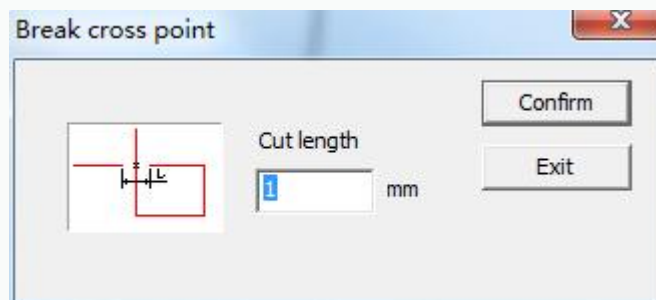 Break cross point
Confirm
Cut length
L
1
mm
Exit